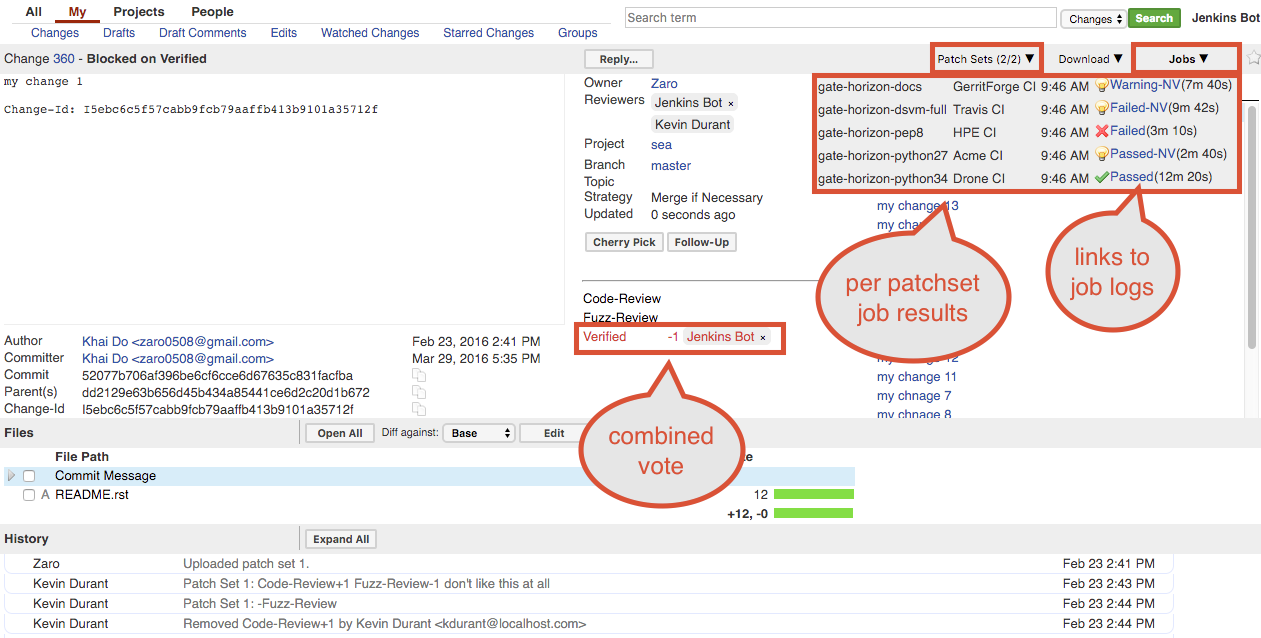 All My Projects People
Search term
Changes
Search
Jenkins Bot
Changes Drafts Draft Comments Edits Watched Changes Starred Changes Groups
Change 360 - Blocked on Verified
Reply...
Patch Sets (2/2) ▼
Download ▼
Jobs ▼
my change 1
Change-Id: I5ebc6c5f57cabb9fcb79aaffb413b9101a35712f
Owner Zaro
Reviewers Jenkins Bot ×
Kevin Durant
Project sea
Branch master
Topic
Strategy Merge if Necessary
Updated 0 seconds ago
Cherry Pick Follow-Up
gate-horizon-docs GerritForge CI 9:46 AM Warning-NV(7m 40s)
gate-horizon-dsvm-full Travis CI 9:46 AM Failed-NV(9m 42s)
gate-horizon-pep8 HPE CI 9:46 AM Failed(3m 10s)
gate-horizon-python27 Acme CI 9:46 AM Passed-NV(2m 40s)
gate-horizon-python34 Drone CI 9:46 AM Passed(12m 20s)
my change 13
my cha
per patchset
job results
links to
job logs
my change 12
my change 11
my chnage 7
my chnage 8
Code-Review
Fuzz-Review
Verified -1 Jenkins Bot ×
combined
vote
Author Khai Do <zaro0508@gmail.com> Feb 23, 2016 2:41 PM
Committer Khai Do <zaro0508@gmail.com> Mar 29, 2016 5:35 PM
Commit 52077b706af396be6cf6cce6d67635c831facfba
Parent(s) dd2129e63b656d45b434a85441ce6d2c20d1b672
Change-Id I5ebc6c5f57cabb9fcb79aaffb413b9101a35712f
Files
Open All Diff against: Base Edit
File Path
Commit Message
A README.rst 12
+12, -0
History
Expand All
Zaro Uploaded patch set 1. Feb 23 2:41 PM
Kevin Durant Patch Set 1: Code-Review+1 Fuzz-Review-1 don't like this at all Feb 23 2:43 PM
Kevin Durant Patch Set 1: -Fuzz-Review Feb 23 2:44 PM
Kevin Durant Removed Code-Review+1 by Kevin Durant <kdurant@localhost.com> Feb 23 2:44 PM